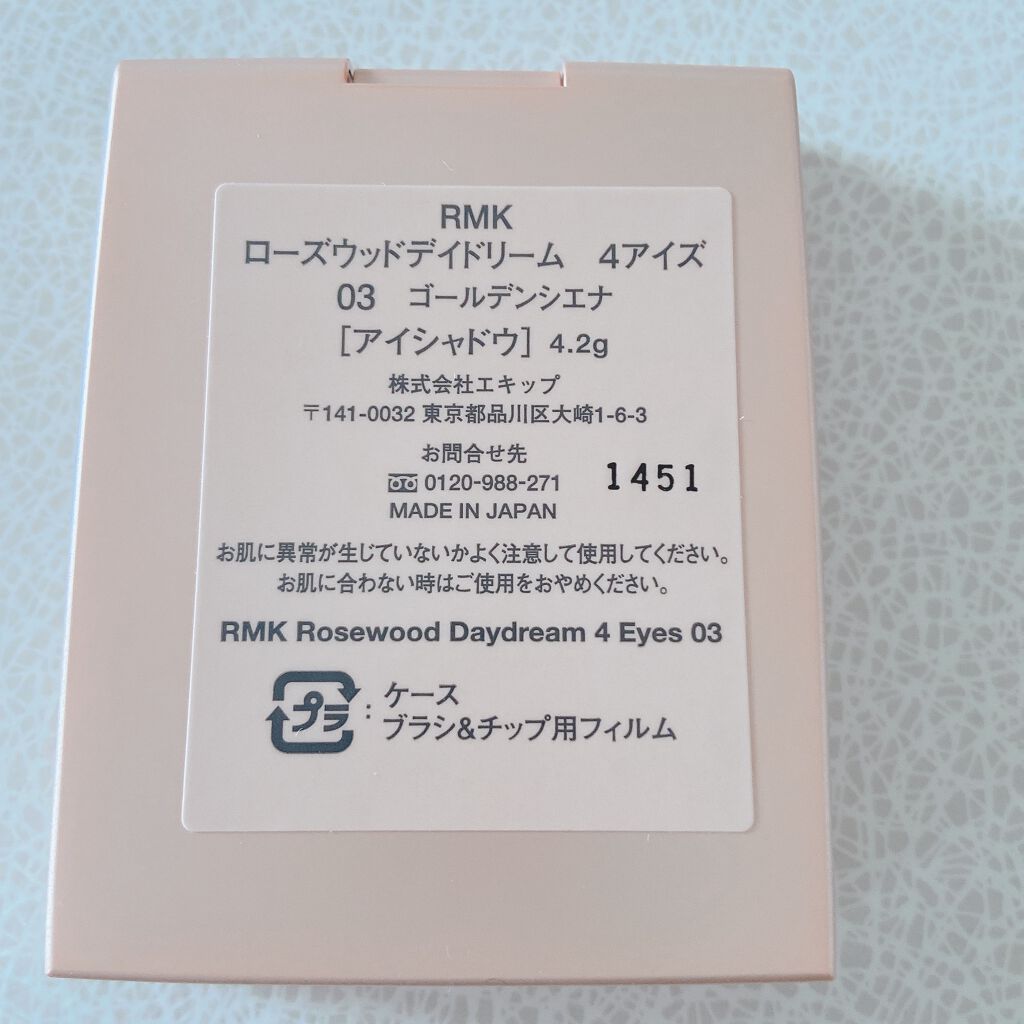 RMK
ローズウッドデイドリーム　4アイズ
03　ゴールデンシエナ
［アイシャドウ］ 4.2g
株式会社エキップ
〒141-0032 東京都品川区大崎1-6-3
お問合せ先
0120-988-271
1451
MADE IN JAPAN
お肌に異常が生じていないかよく注意して使用してください。
お肌に合わない時はご使用をおやめください。
RMK Rosewood Daydream 4 Eyes 03
プラ : ケース
ブラシ&チップ用フィルム